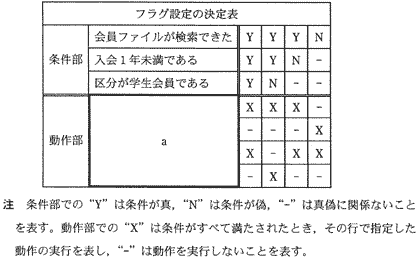 フラグ設定の決定表
条件部
会員ファイルが検索できた Y Y Y N
入会1年未満である Y Y N -
区分が学生会員である Y N - -
動作部
a
X X X -
- - - X
X - X X
- X - -
注 条件部での“Y”は条件が真,“N”は条件が偽,“-”は真偽に関係ないこと
を表す。動作部での“X”は条件がすべて満たされたとき,その行で指定した
動作の実行を表し,“-”は動作を実行しないことを表す。